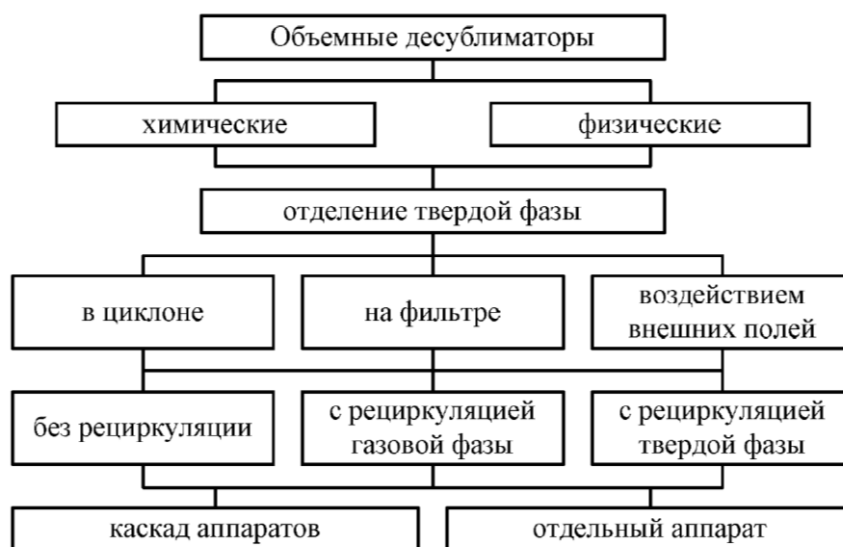 Объемные десублиматоры
химические
физические
отделение твердой фазы
в циклоне
на фильтре
воздействием
внешних полей
без рециркуляции
с рециркуляцией
газовой фазы
с рециркуляцией
твердой фазы
каскад аппаратов
отдельный аппарат